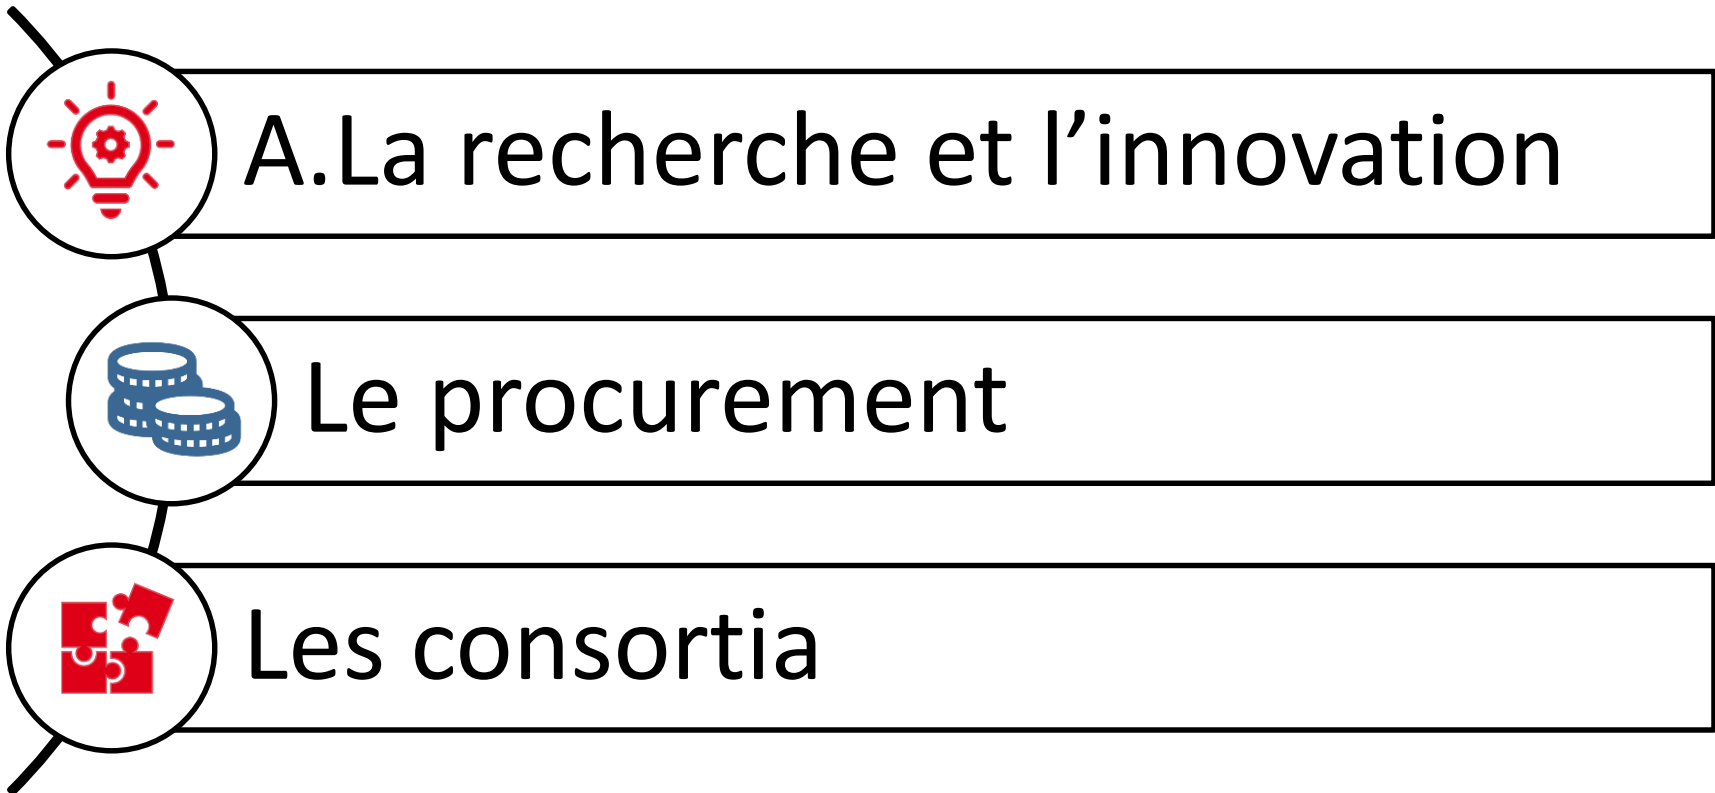 A.La recherche et l’innovation
Le procurement
Les consortia